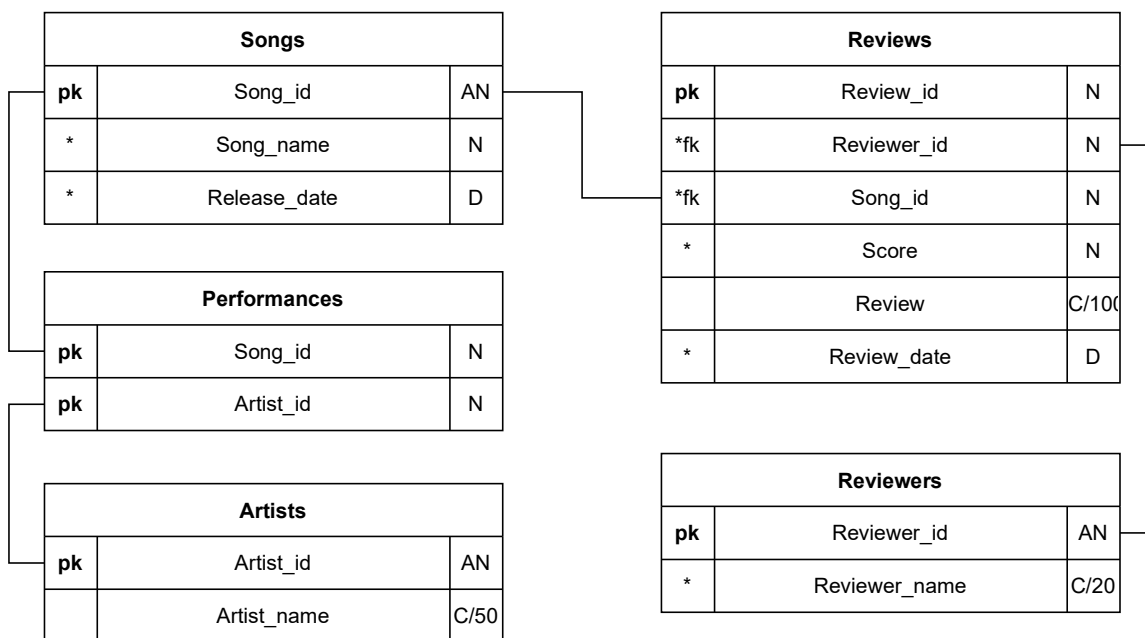 Songs
pk Song_id AN
* Song_name N
* Release_date D
Performances
pk Song_id N
pk Artist_id N
Artists
pk Artist_id AN
Artist_name C/50
Reviews
pk Review_id N
*fk Reviewer_id N
*fk Song_id N
* Score N
Review C/100
* Review_date D
Reviewers
pk Reviewer_id AN
* Reviewer_name C/20